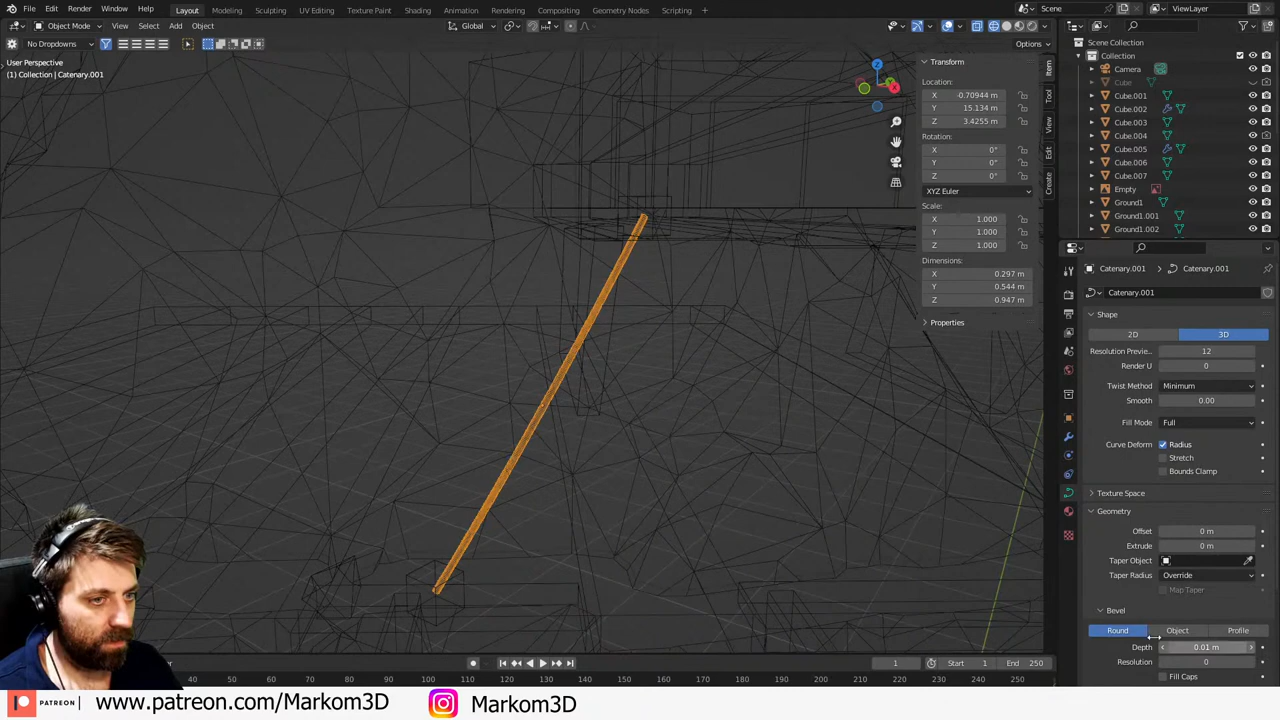 File Edit Render Window Help Layout Modeling Sculpting UV Editing Texture Paint Shading Animation Rendering Compositing Geometry Nodes Scripting + Scene ViewLayer
Object Mode View Select Add Object Global
No Dropdowns Options
User Perspective
(1) Collection | Catenary.001
Transform
Location:
X -0.70944 m
Y 15.134 m
Z 3.4255 m
Rotation:
X 0°
Y 0°
Z 0°
XYZ Euler
Scale:
X 1.000
Y 1.000
Z 1.000
Dimensions:
X 0.297 m
Y 0.544 m
Z 0.947 m
Properties
Item
Tool
View
Edit
Create
Z
Y
X
Scene Collection
Collection
Camera
Cube
Cube.001
Cube.002
Cube.003
Cube.004
Cube.005
Cube.006
Cube.007
Empty
Ground1
Ground1.001
Ground1.002
Catenary.001 > Catenary.001
Catenary.001
Shape
2D 3D
Resolution Previe.. 12
Render U 0
Twist Method Minimum
Smooth 0.00
Fill Mode Full
Curve Deform Radius
Stretch
Bounds Clamp
Texture Space
Geometry
Offset 0 m
Extrude 0 m
Taper Object
Taper Radius Override
Map Taper
Bevel
Round Object Profile
Depth 0.01 m
Resolution 0
Fill Caps
1 Start 1 End 250
40 50 60 70 80 90 100 110 120 130 140 150 160 170 180 190 200 210 220 230 240 250
PATREON www.patreon.com/Markom3D Markom3D